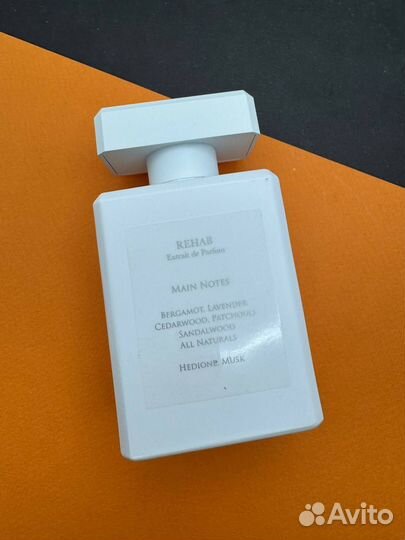 REHAB
Extrait de Parfum
MAIN NOTES
BERGAMOT, LAVENDER,
CEDARWOOD, PATCHOULI
SANDALWOOD
ALL NATURALS
HEDIONE, MUSK
Avito